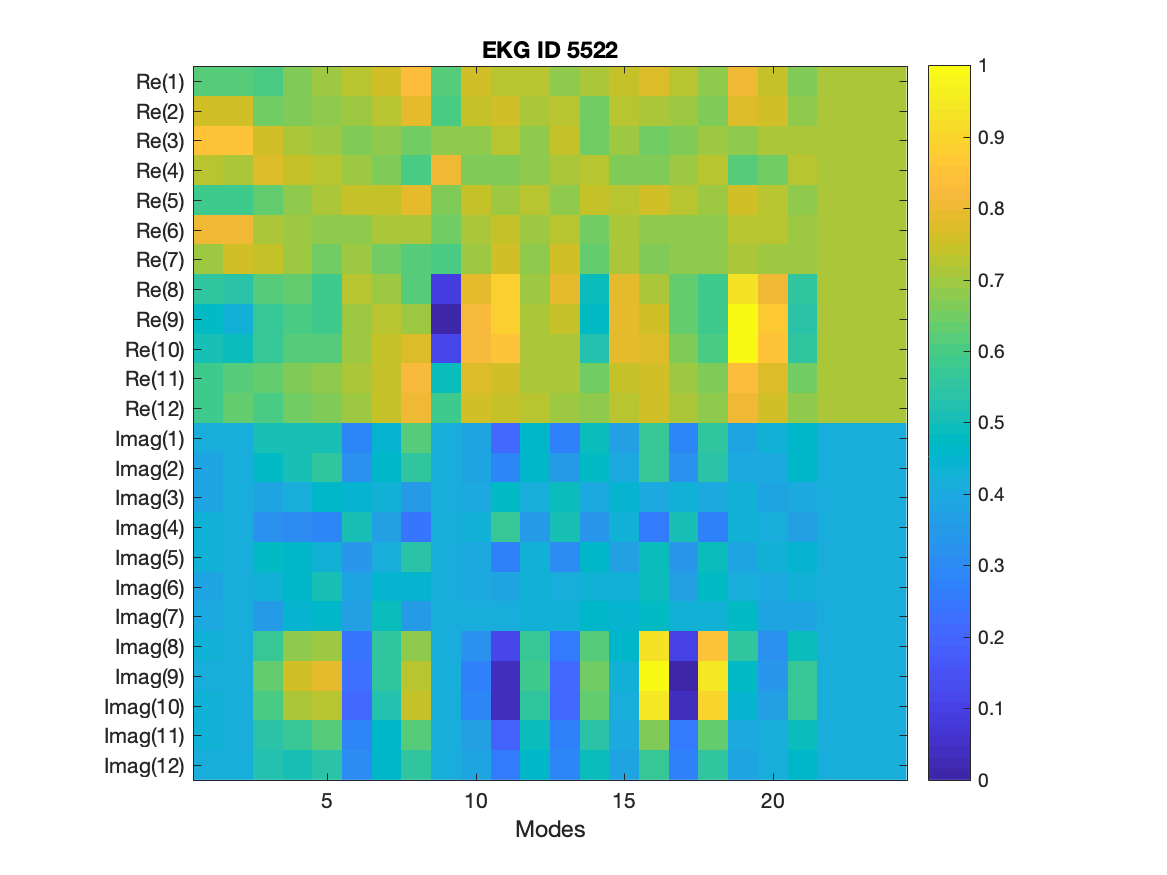 EKG ID 5522
Re(1)
Re(2)
Re(3)
Re(4)
Re(5)
Re(6)
Re(7)
Re(8)
Re(9)
Re(10)
Re(11)
Re(12)
Imag(1)
Imag(2)
Imag(3)
Imag(4)
Imag(5)
Imag(6)
Imag(7)
Imag(8)
Imag(9)
Imag(10)
Imag(11)
Imag(12)
5 10 15 20
Modes
1
0.9
0.8
0.7
0.6
0.5
0.4
0.3
0.2
0.1
0